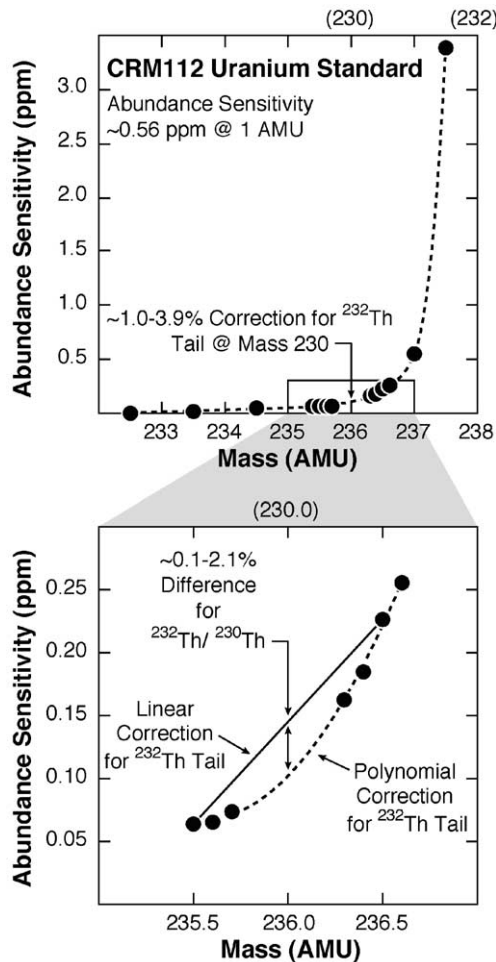 (230) (232)
CRM112 Uranium Standard
Abundance Sensitivity
~0.56 ppm @ 1 AMU
Abundance Sensitivity (ppm)
3.0
2.5
2.0
1.5
1.0
0.5
~1.0-3.9% Correction for ²³²Th
Tail @ Mass 230
233 234 235 236 237 238
Mass (AMU)
(230.0)
~0.1-2.1%
Difference
for
²³²Th/ ²³⁰Th
Linear
Correction
for ²³²Th Tail
Polynomial
Correction
for ²³²Th Tail
Abundance Sensitivity (ppm)
0.25
0.20
0.15
0.10
0.05
235.5 236.0 236.5
Mass (AMU)